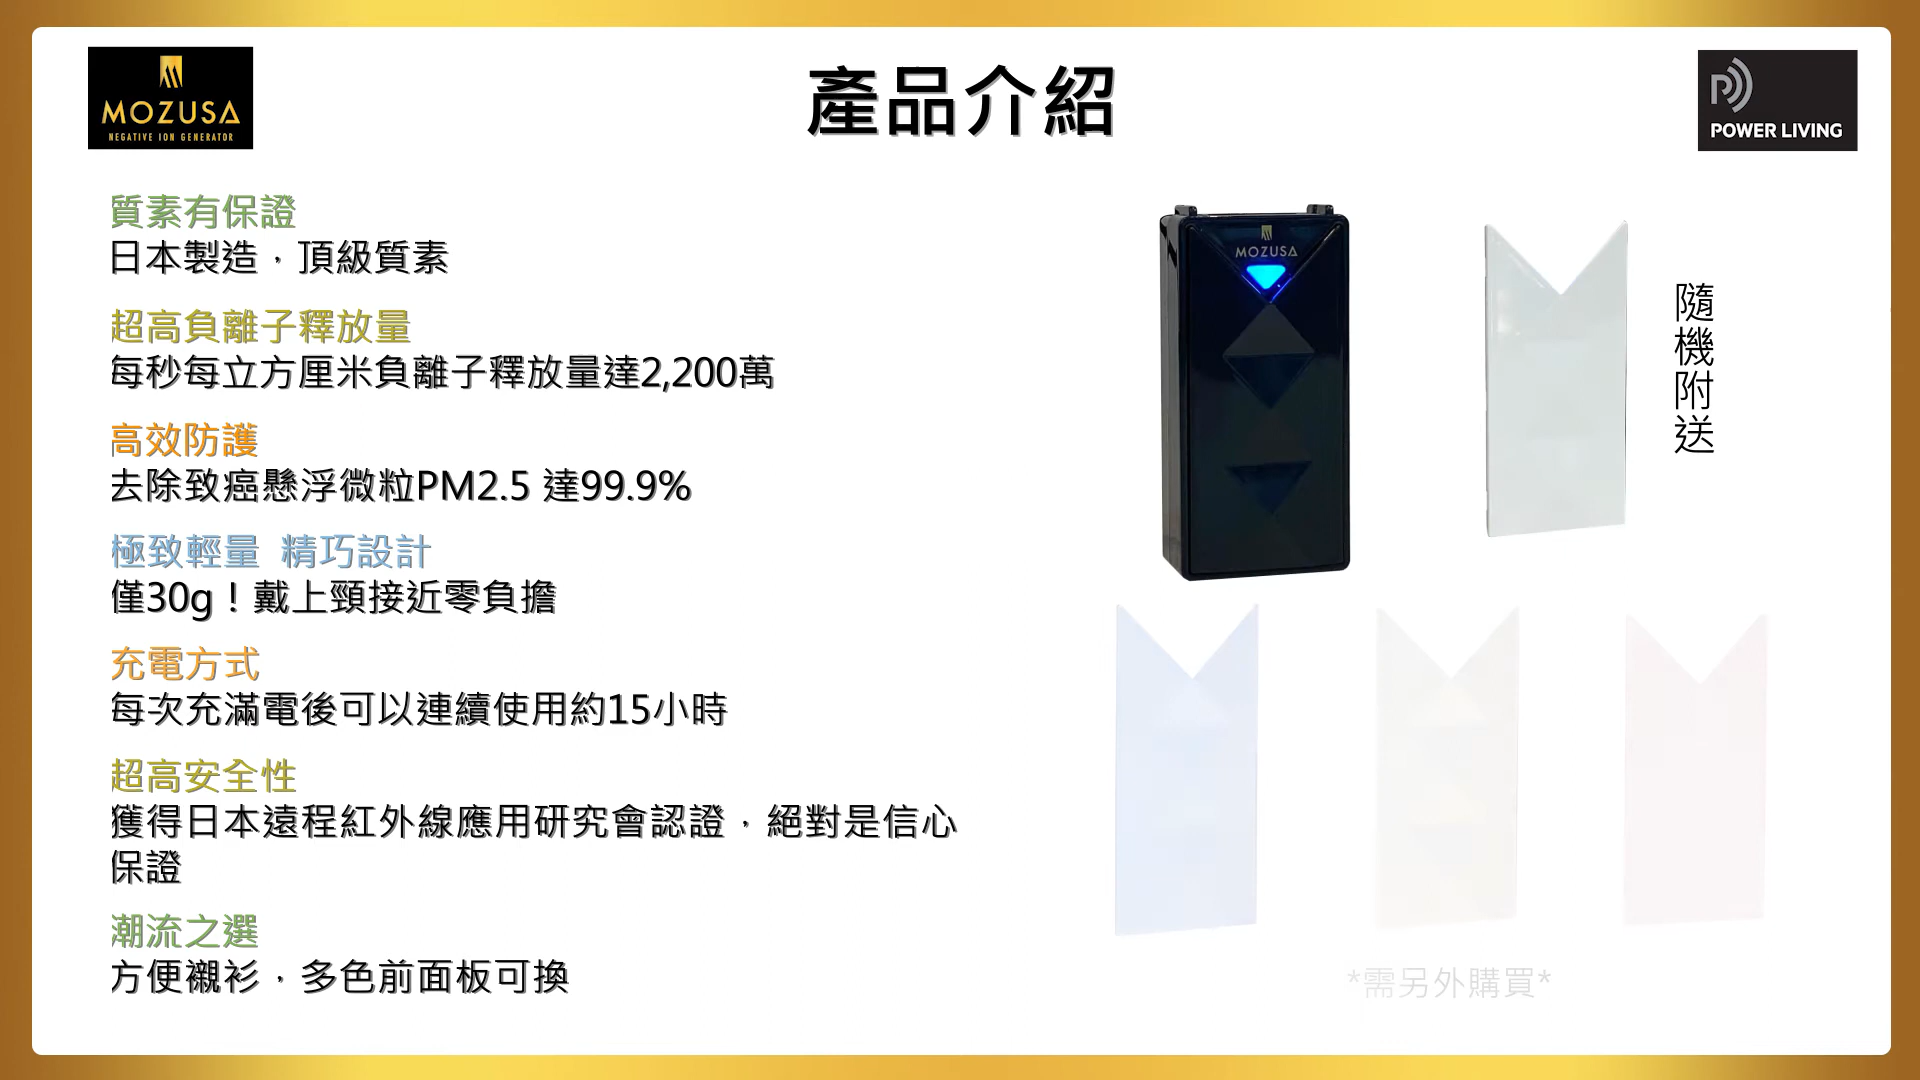 MOZUSA
NEGATIVE ION GENERATOR
產品介紹
POWER LIVING
質素有保證
日本製造，頂級質素
超高負離子釋放量
每秒每立方厘米負離子釋放量達2,200萬
高效防護
去除致癌懸浮微粒PM2.5 達99.9%
極致輕量 精巧設計
僅30g！戴上頸接近零負擔
充電方式
每次充滿電後可以連續使用約15小時
超高安全性
獲得日本遠程紅外線應用研究會認證，絕對是信心
保證
潮流之選
方便襯衫，多色前面板可換
MOZUSA
隨機附送
*需另外購買*